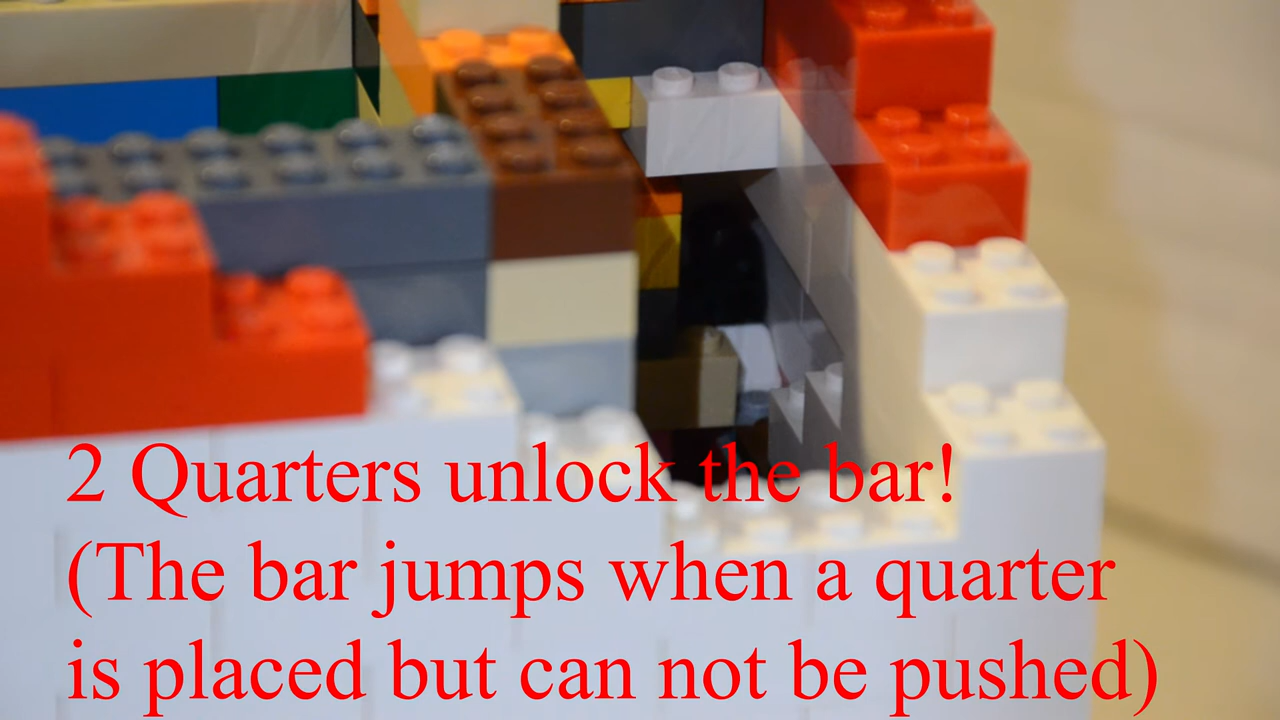 2 Quarters unlock the bar!
(The bar jumps when a quarter
is placed but can not be pushed)